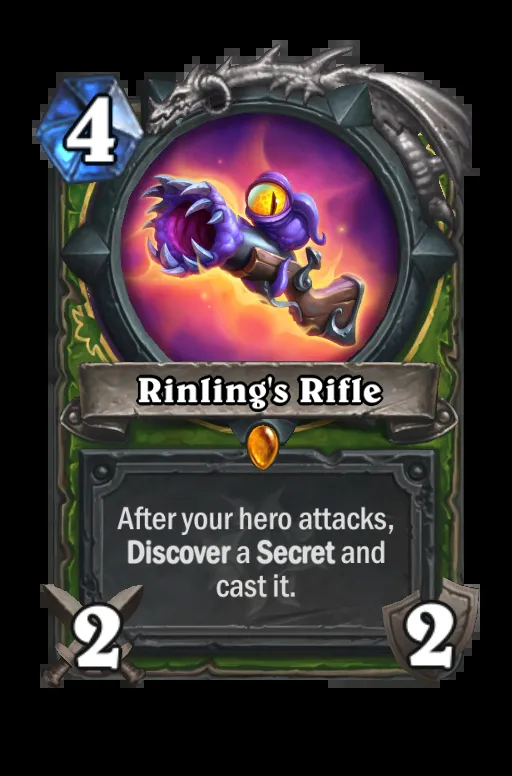 4
Rinling's Rifle
After your hero attacks,
Discover a Secret and
cast it.
2
2